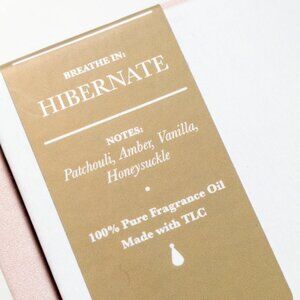 BREATHE IN:
HIBERNATE
NOTES:
Patchouli, Amber, Vanilla,
Honeysuckle
100% Pure Fragrance Oil
Made with TLC